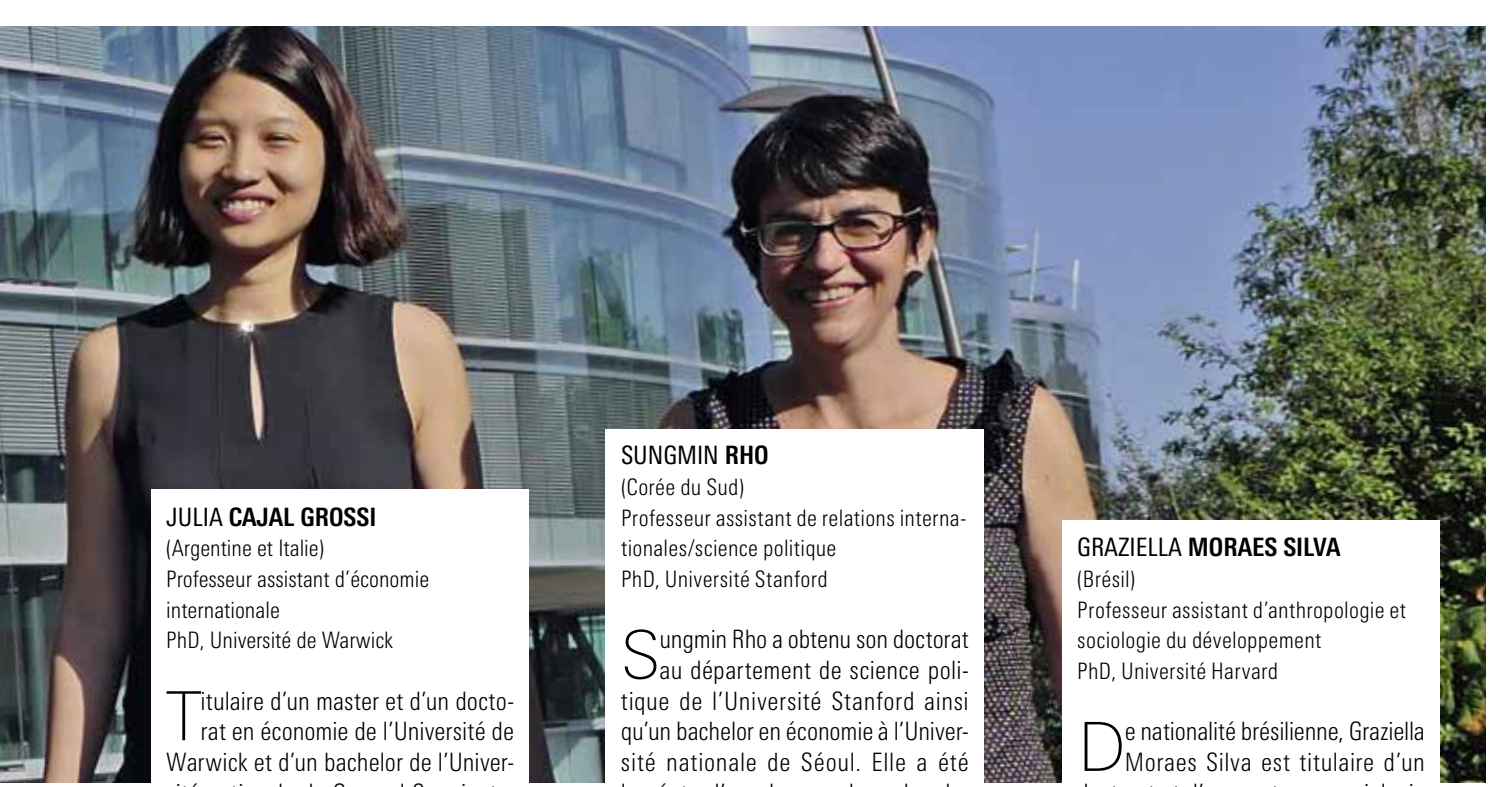 JULIA CAJAL GROSSI
(Argentine et Italie)
Professeur assistant d'économie
internationale
PhD, Université de Warwick
Titulaire d'un master et d'un docto-
rat en économie de l'Université de
Warwick et d'un bachelor de l'Univer-
SUNGMIN RHO
(Corée du Sud)
Professeur assistant de relations interna-
tionales/science politique
PhD, Université Stanford
Sungmin Rho a obtenu son doctorat
au département de science poli-
tique de l'Université Stanford ainsi
qu'un bachelor en économie à l'Univer-
sité nationale de Séoul. Elle a été
GRAZIELLA MORAES SILVA
(Brésil)
Professeur assistant d'anthropologie et
sociologie du développement
PhD, Université Harvard
De nationalité brésilienne, Graziella
Moraes Silva est titulaire d'un